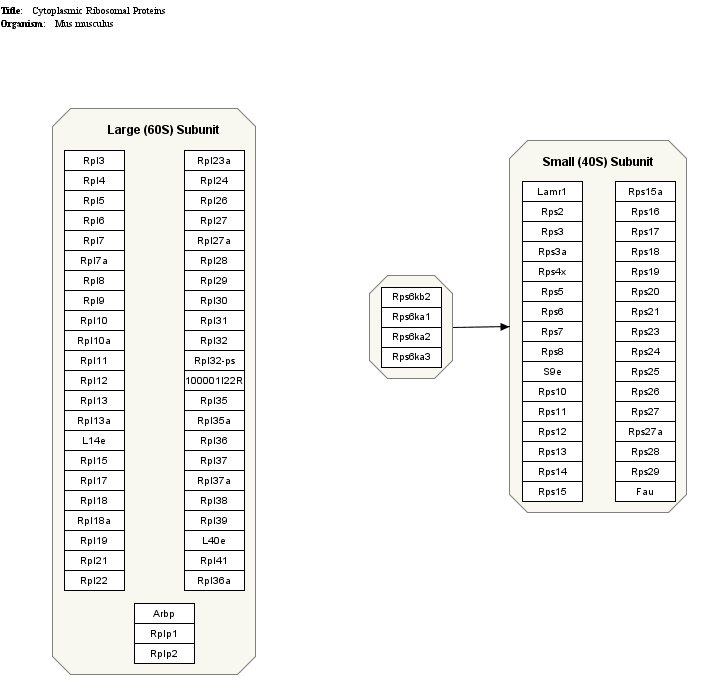 Title: Cytoplasmic Ribosomal Proteins
Organism: Mus musculus
Large (60S) Subunit
Rpl3
Rpl4
Rpl5
Rpl6
Rpl7
Rpl7a
Rpl8
Rpl9
Rpl10
Rpl10a
Rpl11
Rpl12
Rpl13
Rpl13a
L14e
Rpl15
Rpl17
Rpl18
Rpl18a
Rpl19
Rpl21
Rpl22
Rpl23a
Rpl24
Rpl26
Rpl27
Rpl27a
Rpl28
Rpl29
Rpl30
Rpl31
Rpl32
Rpl32-ps
100001I22R
Rpl35
Rpl35a
Rpl36
Rpl37
Rpl37a
Rpl38
Rpl39
L40e
Rpl41
Rpl36a
Arbp
Rplp1
Rplp2
Rps6kb2
Rps6ka1
Rps6ka2
Rps6ka3
Small (40S) Subunit
Lamr1
Rps2
Rps3
Rps3a
Rps4x
Rps5
Rps6
Rps7
Rps8
S9e
Rps10
Rps11
Rps12
Rps13
Rps14
Rps15
Rps15a
Rps16
Rps17
Rps18
Rps19
Rps20
Rps21
Rps23
Rps24
Rps25
Rps26
Rps27
Rps27a
Rps28
Rps29
Fau